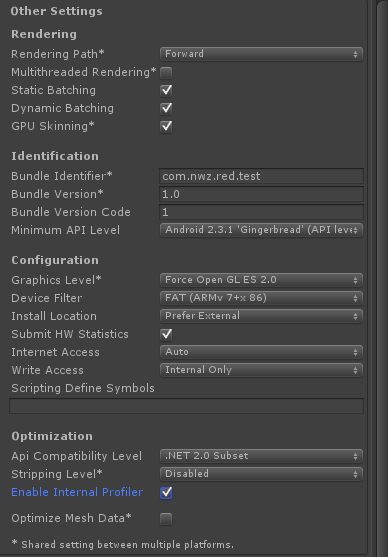 Other Settings
Rendering
Rendering Path* Forward
Multithreaded Rendering*
Static Batching
Dynamic Batching
GPU Skinning*
Identification
Bundle Identifier* com.nwz.red.test
Bundle Version* 1.0
Bundle Version Code 1
Minimum API Level Android 2.3.1 'Gingerbread' (API leve
Configuration
Graphics Level* Force Open GL ES 2.0
Device Filter FAT (ARMv 7+x 86)
Install Location Prefer External
Submit HW Statistics
Internet Access Auto
Write Access Internal Only
Scripting Define Symbols
Optimization
Api Compatibility Level .NET 2.0 Subset
Stripping Level* Disabled
Enable Internal Profiler
Optimize Mesh Data*
* Shared setting between multiple platforms.